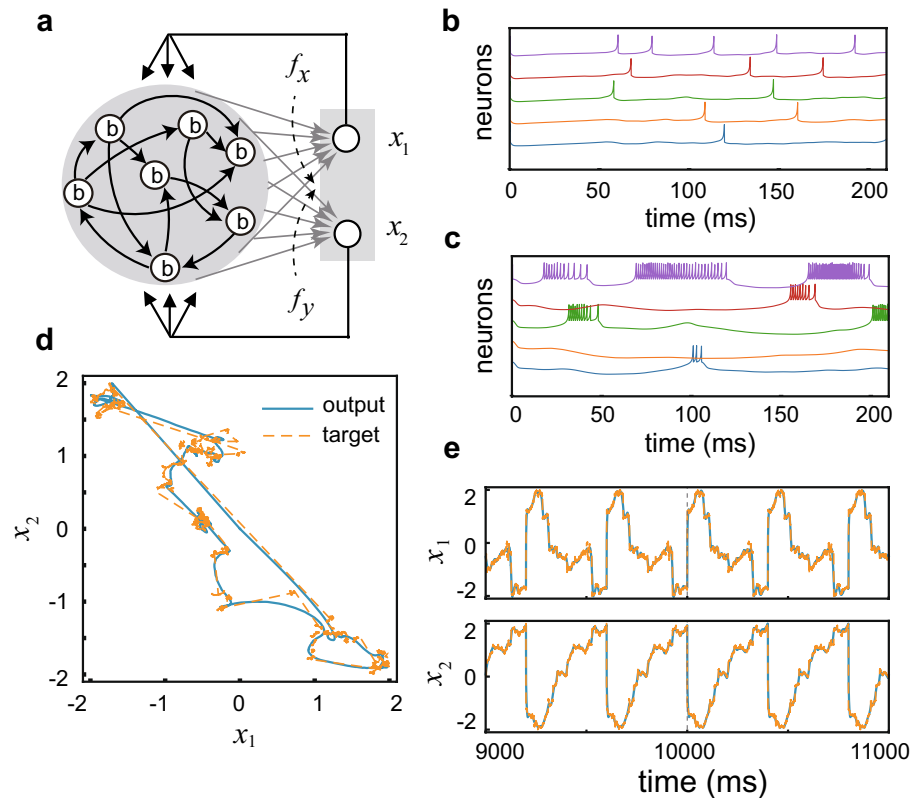 a
f_x
b
b
b
b
b
b
b
x_1
x_2
f_y
b
neurons
0 50 100 150 200
time (ms)
c
neurons
0 50 100 150 200
time (ms)
d
output
target
2
1
0
-1
-2
x_2
-2 -1 0 1 2
x_1
e
2
0
-2
x_1
2
0
-2
x_2
9000 10000 11000
time (ms)